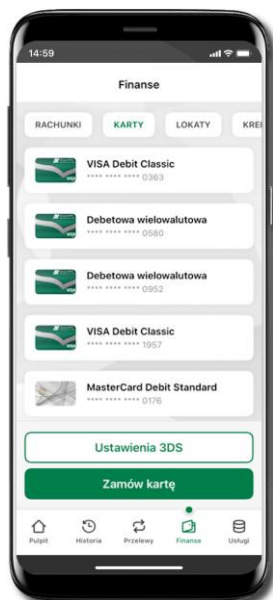 14:59
Finanse
RACHUNKI KARTY LOKATY KRE
VISA Debit Classic
**** **** **** 0363
Debetowa wielowalutowa
**** **** **** 0580
Debetowa wielowalutowa
**** **** **** 0952
VISA Debit Classic
**** **** **** 1957
MasterCard Debit Standard
**** **** **** 0176
Ustawienia 3DS
Zamów kartę
Pulpit Historia Przelewy Finanse Usługi